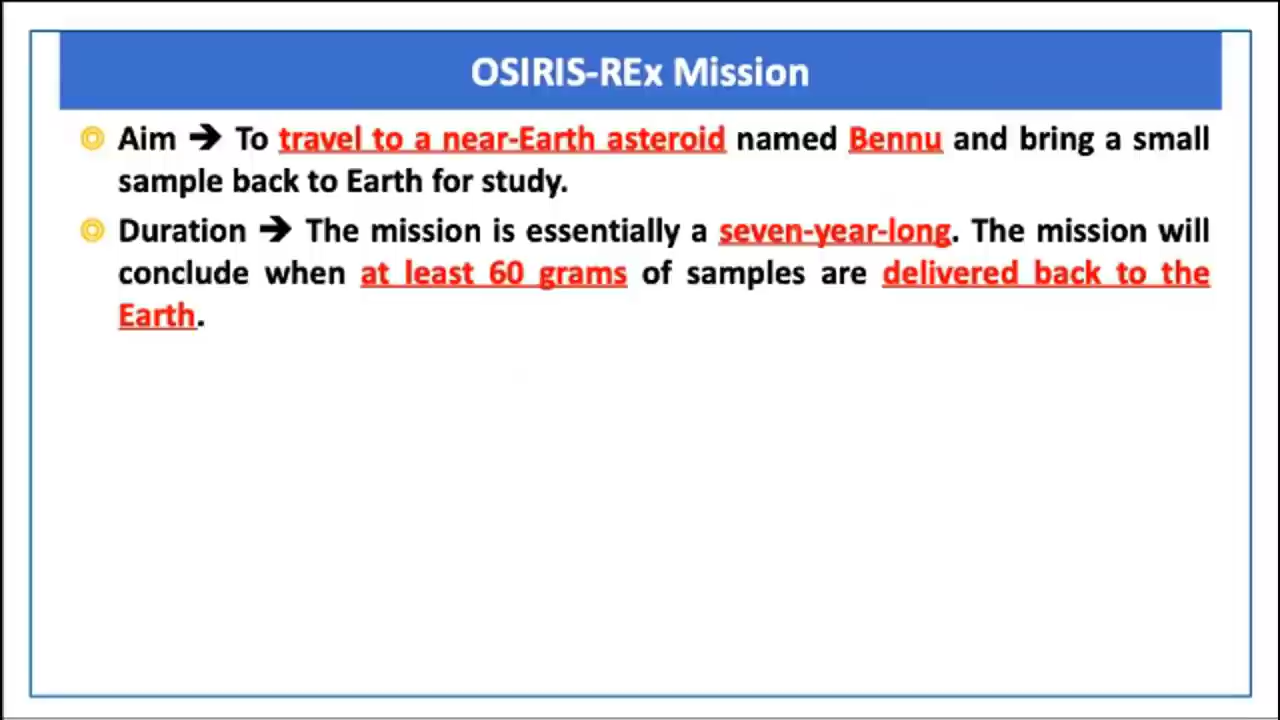 OSIRIS-REx Mission
Aim ➔ To travel to a near-Earth asteroid named Bennu and bring a small
sample back to Earth for study.
Duration ➔ The mission is essentially a seven-year-long. The mission will
conclude when at least 60 grams of samples are delivered back to the
Earth.